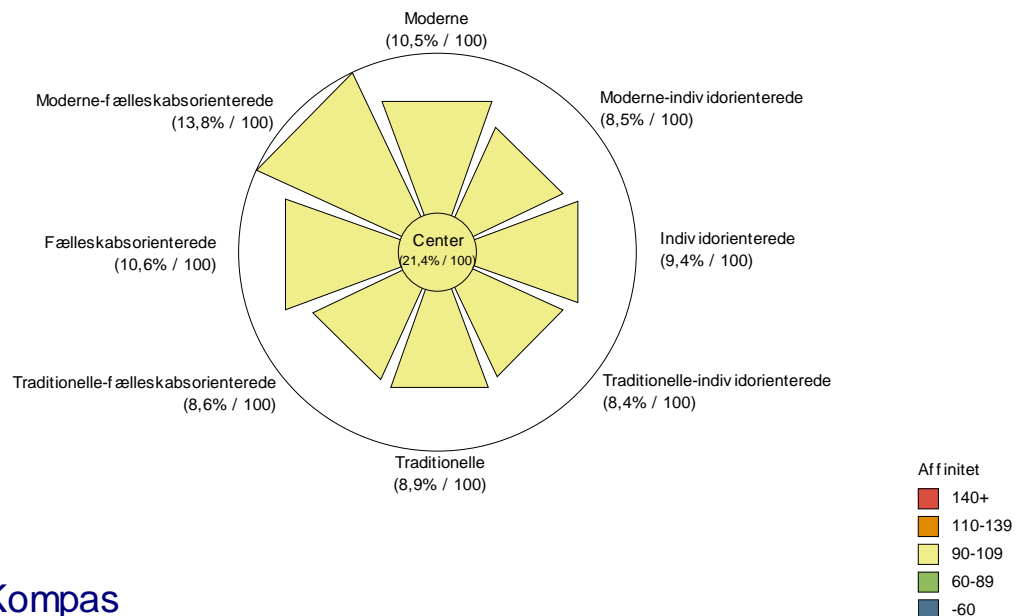 Moderne
(10,5% / 100)
Moderne-fælleskabsorienterede
(13,8% / 100)
Moderne-individorienterede
(8,5% / 100)
Fælleskabsorienterede
(10,6% / 100)
Center
(21,4% / 100)
Individorienterede
(9,4% / 100)
Traditionelle-fælleskabsorienterede
(8,6% / 100)
Traditionelle-individorienterede
(8,4% / 100)
Traditionelle
(8,9% / 100)
Affinitet
140+
110-139
90-109
60-89
-60
Kompas